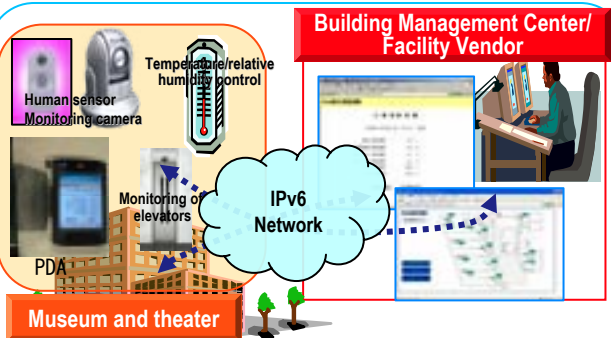 Building Management Center/
Facility Vendor
Temperature/relative
humidity control
Human sensor
Monitoring camera
Monitoring of
elevators
IPv6
Network
PDA
Museum and theater